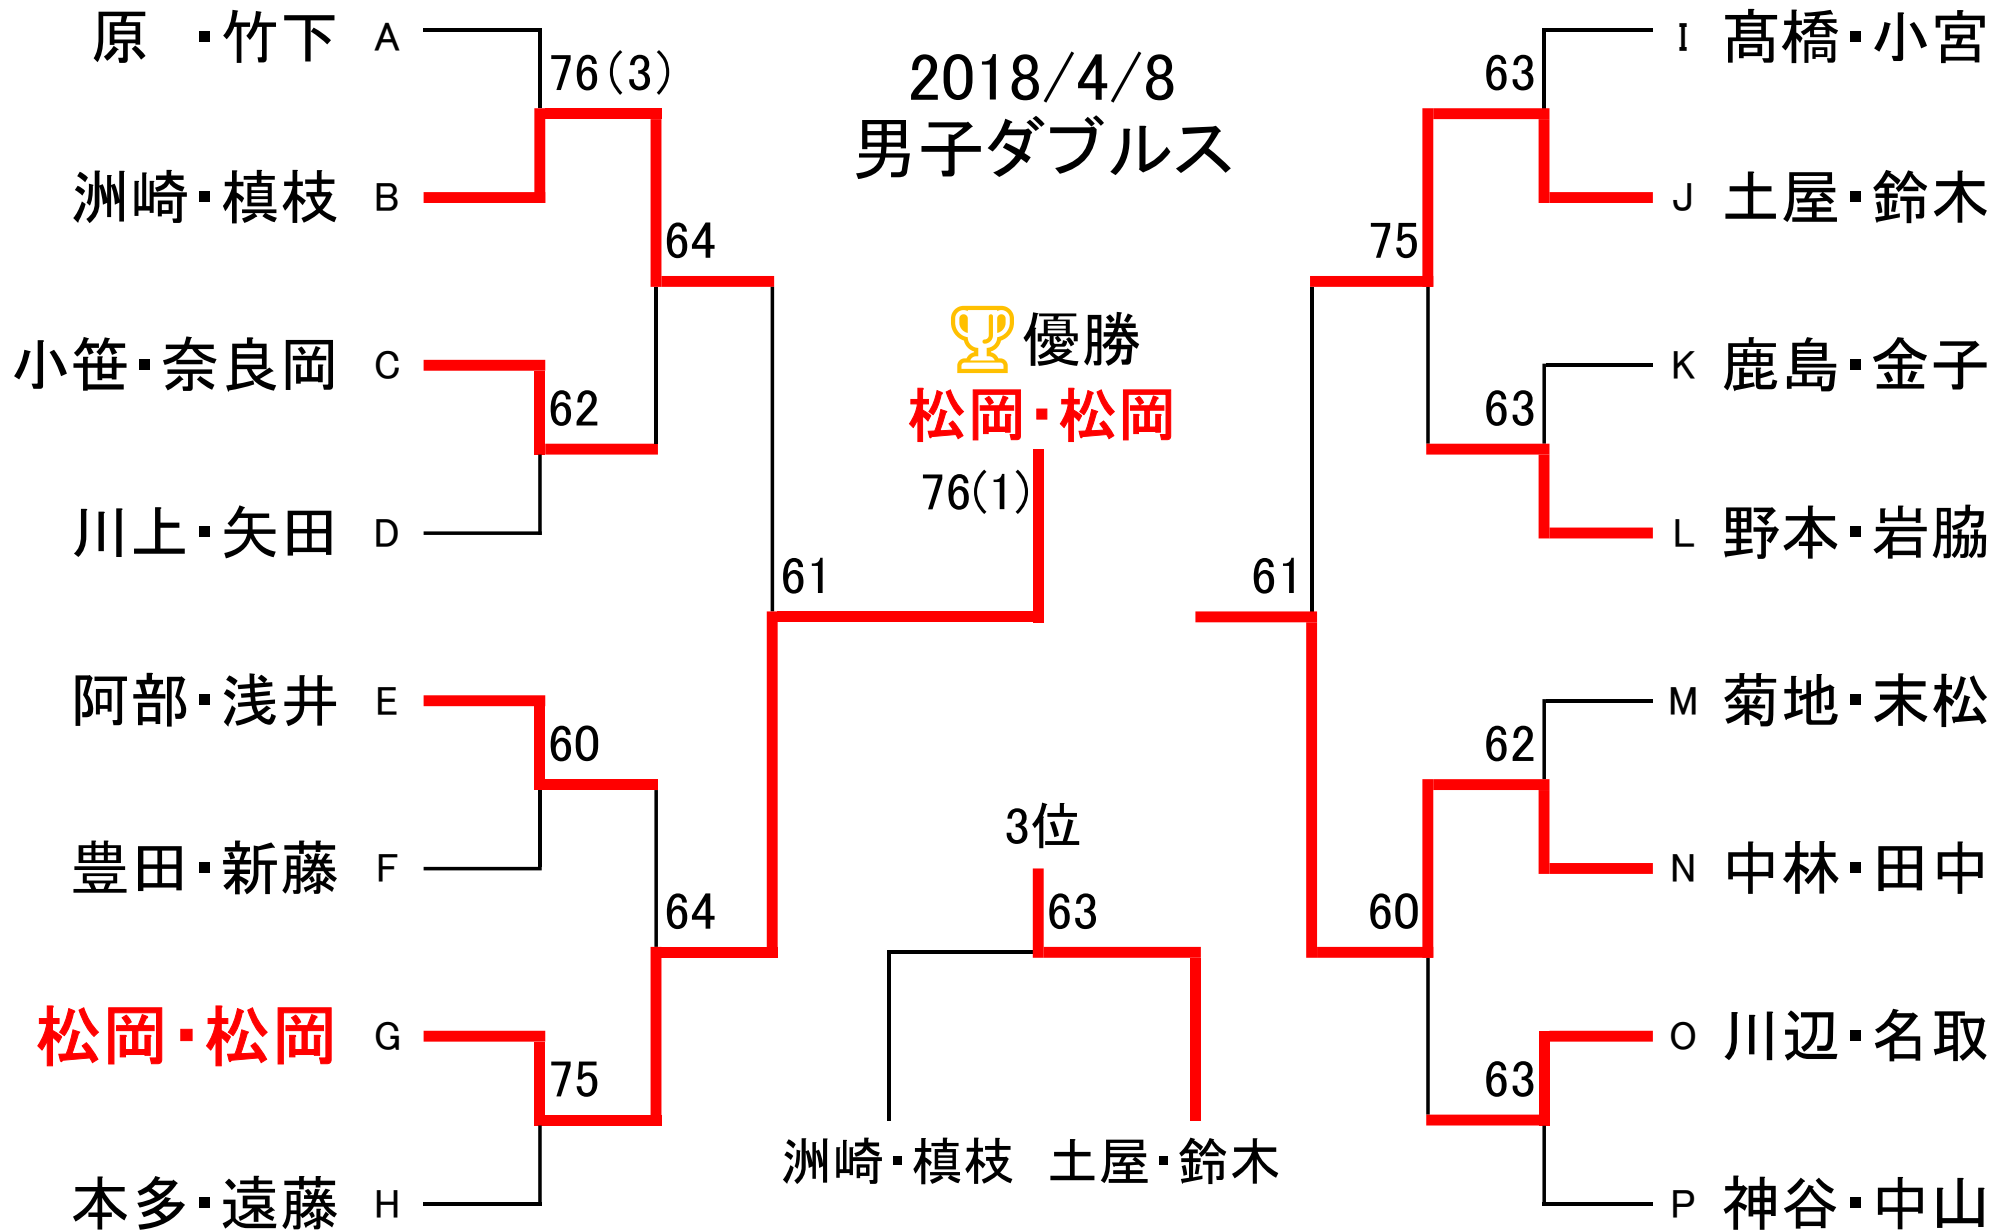 2018/4/8
男子ダブルス
原　・竹下 A
洲崎・槙枝 B
小笹・奈良岡 C
川上・矢田 D
阿部・浅井 E
豊田・新藤 F
松岡・松岡 G
本多・遠藤 H
76(3)
62
60
75
64
64
61
優勝
松岡・松岡
76(1)
3位
63
洲崎・槙枝 土屋・鈴木
61
75
60
63
63
62
63
I 髙橋・小宮
J 土屋・鈴木
K 鹿島・金子
L 野本・岩脇
M 菊地・末松
N 中林・田中
O 川辺・名取
P 神谷・中山